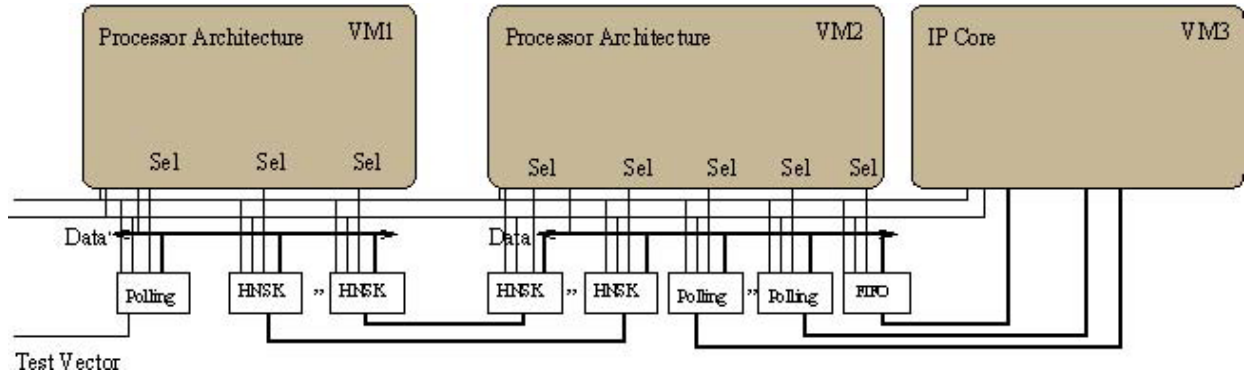 Processor Architecture VM1
Processor Architecture VM2
IP Core VM3
Sel Sel Sel
Sel Sel Sel Sel Sel
Data
Data
Polling
HNSK
"
HNSK
HNSK
"
HNSK
Polling
"
Polling
FIFO
Test Vector